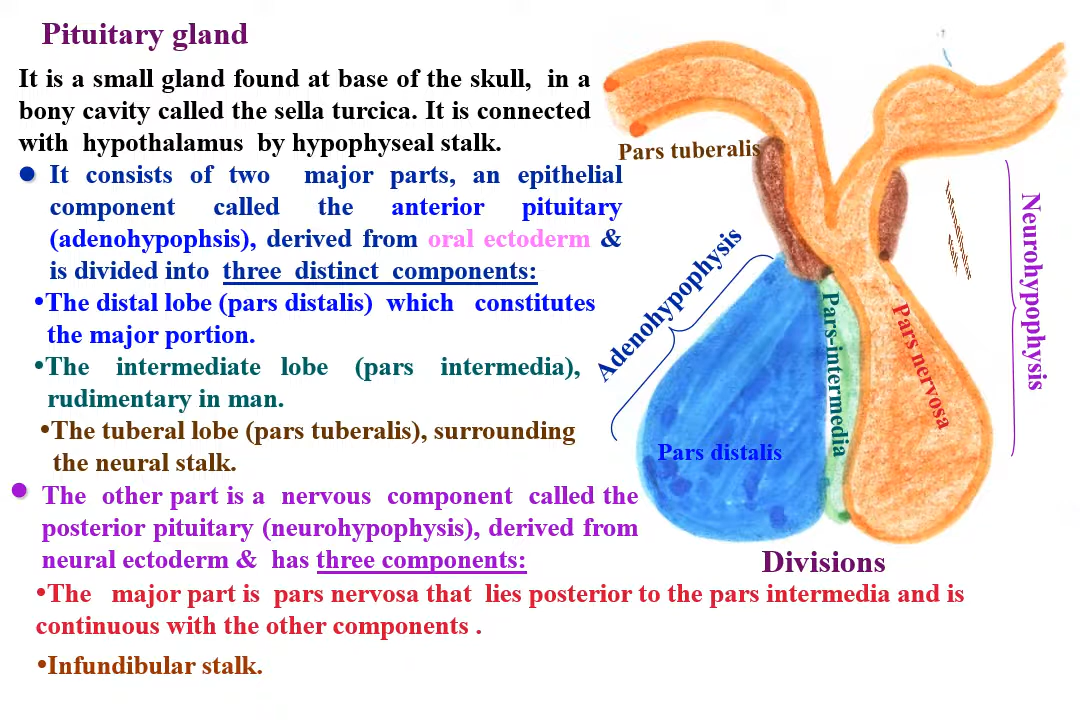 Pituitary gland
It is a small gland found at base of the skull, in a
bony cavity called the sella turcica. It is connected
with hypothalamus by hypophyseal stalk.
• It consists of two major parts, an epithelial
component called the anterior pituitary
(adenohypophsis), derived from oral ectoderm &
is divided into three distinct components:
•The distal lobe (pars distalis) which constitutes
the major portion.
•The intermediate lobe (pars intermedia),
rudimentary in man.
•The tuberal lobe (pars tuberalis), surrounding
the neural stalk.
• The other part is a nervous component called the
posterior pituitary (neurohypophysis), derived from
neural ectoderm & has three components:
•The major part is pars nervosa that lies posterior to the pars intermedia and is
continuous with the other components .
•Infundibular stalk.
Pars tuberalis
Adenohypophysis
Pars distalis
Pars-intermedia
Pars nervosa
Neurohypophysis
Divisions